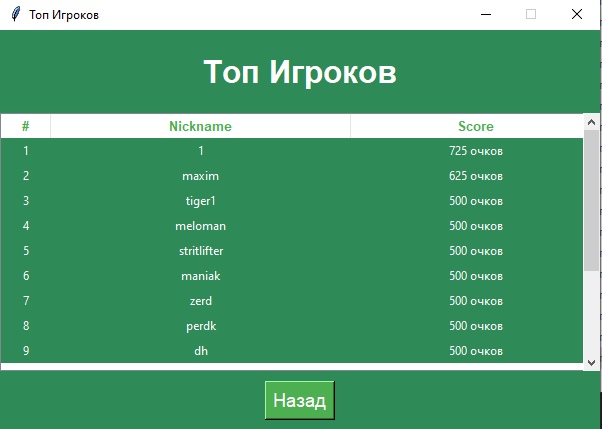 Топ Игроков
Топ Игроков
# Nickname Score
1 1 725 очков
2 maxim 625 очков
3 tiger1 500 очков
4 meloman 500 очков
5 stritlifter 500 очков
6 maniak 500 очков
7 zerd 500 очков
8 perdk 500 очков
9 dh 500 очков
Назад